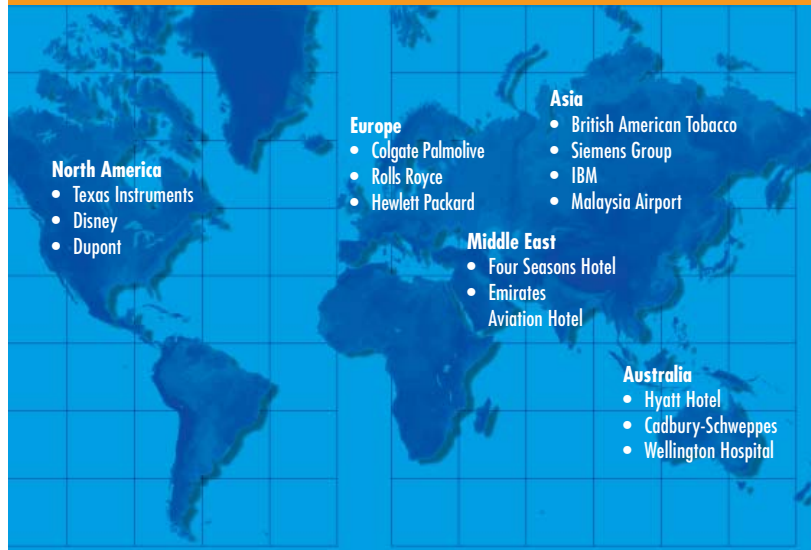 North America
• Texas Instruments
• Disney
• Dupont
Europe
• Colgate Palmolive
• Rolls Royce
• Hewlett Packard
Asia
• British American Tobacco
• Siemens Group
• IBM
• Malaysia Airport
Middle East
• Four Seasons Hotel
• Emirates
Aviation Hotel
Australia
• Hyatt Hotel
• Cadbury-Schweppes
• Wellington Hospital